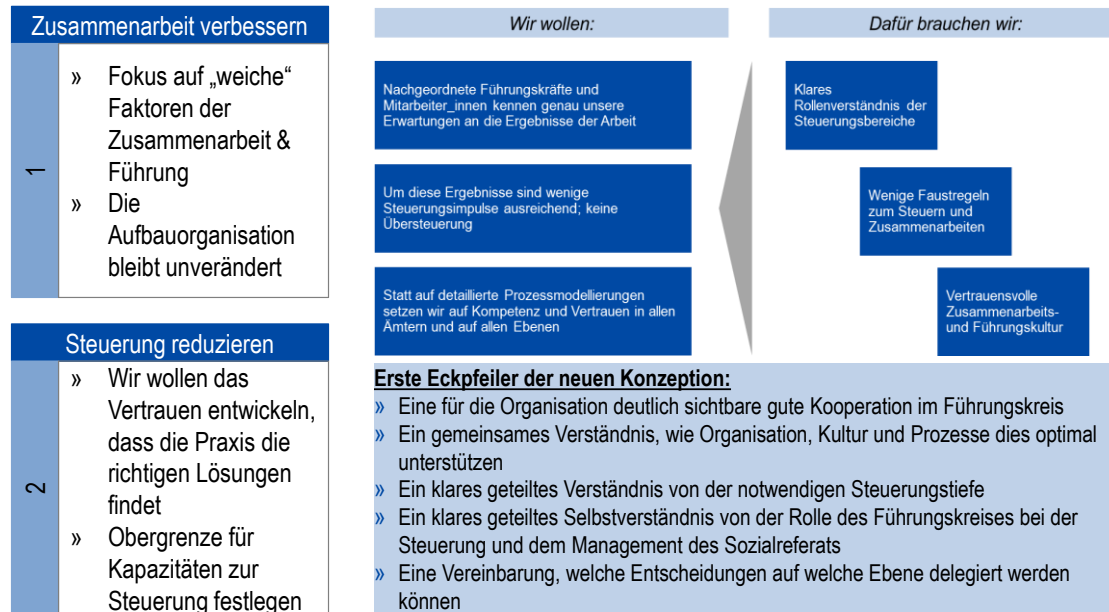 Zusammenarbeit verbessern
1
» Fokus auf „weiche“
Faktoren der
Zusammenarbeit &
Führung
» Die
Aufbauorganisation
bleibt unverändert
Steuerung reduzieren
2
» Wir wollen das
Vertrauen entwickeln,
dass die Praxis die
richtigen Lösungen
findet
» Obergrenze für
Kapazitäten zur
Steuerung festlegen
Wir wollen:
Nachgeordnete Führungskräfte und
Mitarbeiter_innen kennen genau unsere
Erwartungen an die Ergebnisse der Arbeit
Um diese Ergebnisse sind wenige
Steuerungsimpulse ausreichend; keine
Übersteuerung
Statt auf detaillierte Prozessmodellierungen
setzen wir auf Kompetenz und Vertrauen in allen
Ämtern und auf allen Ebenen
Dafür brauchen wir:
Klares
Rollenverständnis der
Steuerungsbereiche
Wenige Faustregeln
zum Steuern und
Zusammenarbeiten
Vertrauensvolle
Zusammenarbeits-
und Führungskultur
Erste Eckpfeiler der neuen Konzeption:
» Eine für die Organisation deutlich sichtbare gute Kooperation im Führungskreis
» Ein gemeinsames Verständnis, wie Organisation, Kultur und Prozesse dies optimal
unterstützen
» Ein klares geteiltes Verständnis von der notwendigen Steuerungstiefe
» Ein klares geteiltes Selbstverständnis von der Rolle des Führungskreises bei der
Steuerung und dem Management des Sozialreferats
» Eine Vereinbarung, welche Entscheidungen auf welche Ebene delegiert werden
können